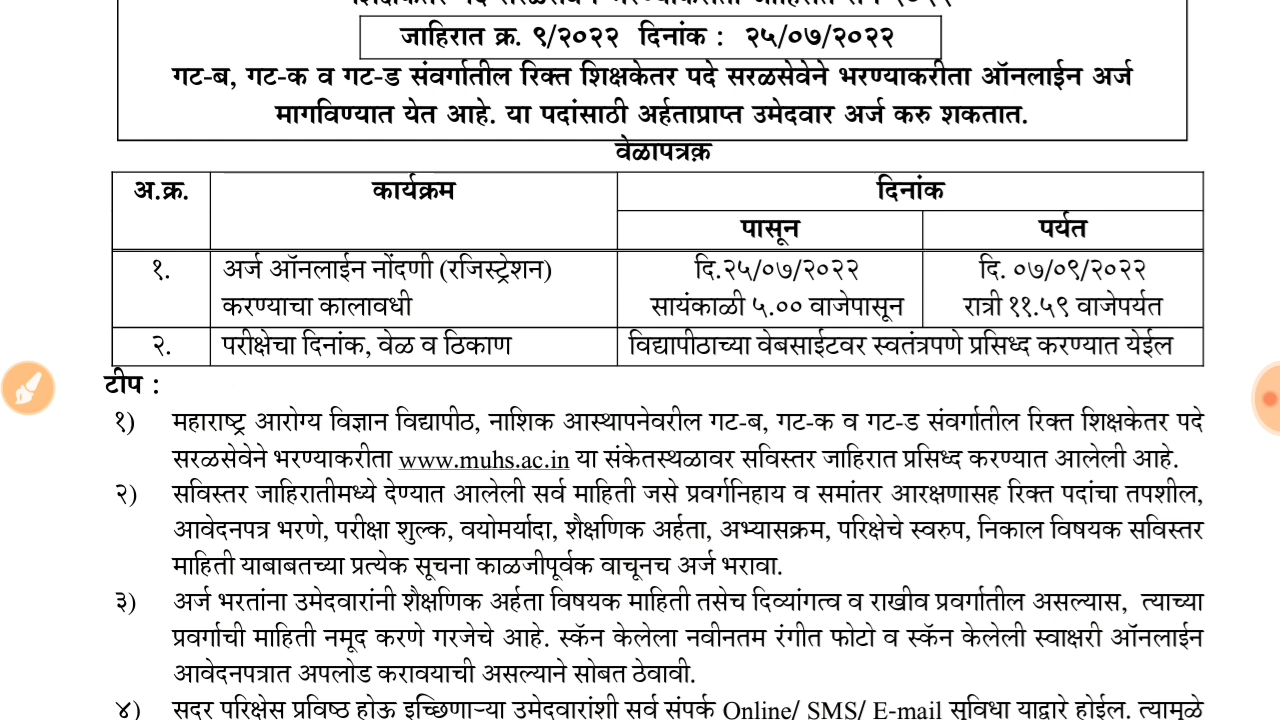 जाहिरात क्र. ९/२०२२ दिनांक : २५/०७/२०२२
गट-ब, गट-क व गट-ड संवर्गातील रिक्त शिक्षकेतर पदे सरळसेवेने भरण्याकरीता ऑनलाईन अर्ज
मागविण्यात येत आहे. या पदांसाठी अर्हताप्राप्त उमेदवार अर्ज करु शकतात.
वेळापत्रक
अ.क्र. कार्यक्रम दिनांक
पासून पर्यत
१. अर्ज ऑनलाईन नोंदणी (रजिस्ट्रेशन) दि.२५/०७/२०२२ दि. ०७/०९/२०२२
करण्याचा कालावधी सायंकाळी ५.०० वाजेपासून रात्री ११.५९ वाजेपर्यत
२. परीक्षेचा दिनांक, वेळ व ठिकाण विद्यापीठाच्या वेबसाईटवर स्वतंत्रपणे प्रसिध्द करण्यात येईल
टीप :
१) महाराष्ट्र आरोग्य विज्ञान विद्यापीठ, नाशिक आस्थापनेवरील गट-ब, गट-क व गट-ड संवर्गातील रिक्त शिक्षकेतर पदे
सरळसेवेने भरण्याकरीता www.muhs.ac.in या संकेतस्थळावर सविस्तर जाहिरात प्रसिध्द करण्यात आलेली आहे.
२) सविस्तर जाहिरातीमध्ये देण्यात आलेली सर्व माहिती जसे प्रवर्गनिहाय व समांतर आरक्षणासह रिक्त पदांचा तपशील,
आवेदनपत्र भरणे, परीक्षा शुल्क, वयोमर्यादा, शैक्षणिक अर्हता, अभ्यासक्रम, परिक्षेचे स्वरुप, निकाल विषयक सविस्तर
माहिती याबाबतच्या प्रत्येक सूचना काळजीपूर्वक वाचूनच अर्ज भरावा.
३) अर्ज भरतांना उमेदवारांनी शैक्षणिक अर्हता विषयक माहिती तसेच दिव्यांगत्व व राखीव प्रवर्गातील असल्यास, त्याच्या
प्रवर्गाची माहिती नमूद करणे गरजेचे आहे. स्कॅन केलेला नवीनतम रंगीत फोटो व स्कॅन केलेली स्वाक्षरी ऑनलाईन
आवेदनपत्रात अपलोड करावयाची असल्याने सोबत ठेवावी.
४) सदर परिक्षेस प्रविष्ठ होऊ इच्छिणाऱ्या उमेदवारांशी सर्व संपर्क Online/ SMS/ E-mail सुविधा याद्वारे होईल. त्यामुळे